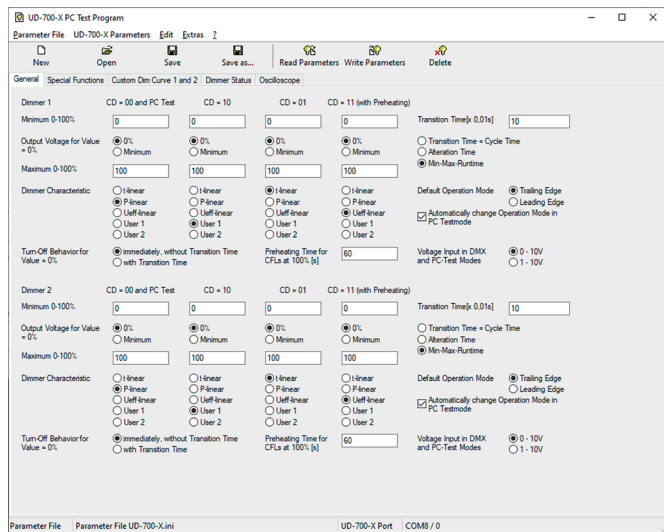 UD-700-X PC Test Program
Parameter File UD-700-X Parameters Edit Extras ?
New Open Save Save as... Read Parameters Write Parameters Delete
General Special Functions Custom Dim Curve 1 and 2 Dimmer Status Oscilloscope
Dimmer 1 CD = 00 and PC Test CD = 10 CD = 01 CD = 11 (with Preheating)
Minimum 0-100% 0 0 0 0 Transition Time[x 0,01s] 10
Output Voltage for Value 0% 0% 0% 0% Transition Time = Cycle Time
= 0% Minimum Minimum Minimum Minimum Alteration Time
Min-Max-Runtime
Maximum 0-100% 100 100 100 100
Dimmer Characteristic t-linear t-linear t-linear t-linear Default Operation Mode Trailing Edge
P-linear P-linear P-linear P-linear Leading Edge
Ueff-linear Ueff-linear Ueff-linear Ueff-linear Automatically change Operation Mode in
User 1 User 1 User 1 User 1 PC Testmode
User 2 User 2 User 2 User 2
Turn-Off Behavior for immediately, without Transition Time Preheating Time for 60 Voltage Input in DMX 0 - 10V
Value = 0% with Transition Time CFLs at 100% [s] and PC-Test Modes 1 - 10V
Dimmer 2 CD = 00 and PC Test CD = 10 CD = 01 CD = 11 (with Preheating)
Minimum 0-100% 0 0 0 0 Transition Time[x 0,01s] 10
Output Voltage for Value 0% 0% 0% 0% Transition Time = Cycle Time
= 0% Minimum Minimum Minimum Minimum Alteration Time
Min-Max-Runtime
Maximum 0-100% 100 100 100 100
Dimmer Characteristic t-linear t-linear t-linear t-linear Default Operation Mode Trailing Edge
P-linear P-linear P-linear P-linear Leading Edge
Ueff-linear Ueff-linear Ueff-linear Ueff-linear Automatically change Operation Mode in
User 1 User 1 User 1 User 1 PC Testmode
User 2 User 2 User 2 User 2
Turn-Off Behavior for immediately, without Transition Time Preheating Time for 60 Voltage Input in DMX 0 - 10V
Value = 0% with Transition Time CFLs at 100% [s] and PC-Test Modes 1 - 10V
Parameter File Parameter File UD-700-X.ini UD-700-X Port COM8 / 0